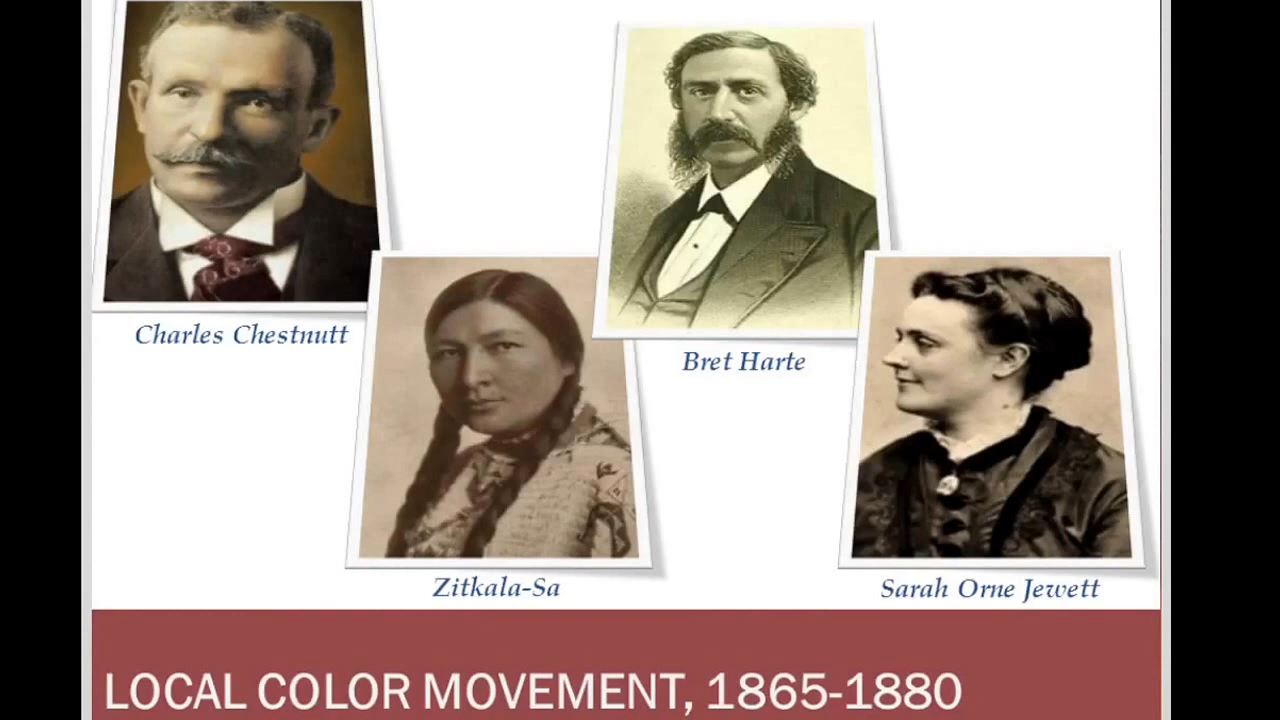 Charles Chestnutt
Bret Harte
Zitkala-Sa
Sarah Orne Jewett
LOCAL COLOR MOVEMENT, 1865-1880